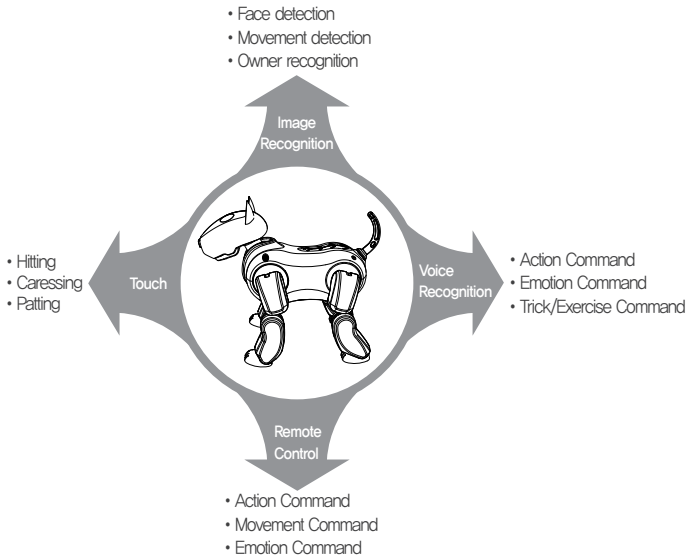 • Face detection
• Movement detection
• Owner recognition
Image
Recognition
• Hitting
• Caressing
• Patting
Touch
Voice
Recognition
• Action Command
• Emotion Command
• Trick/Exercise Command
Remote
Control
• Action Command
• Movement Command
• Emotion Command